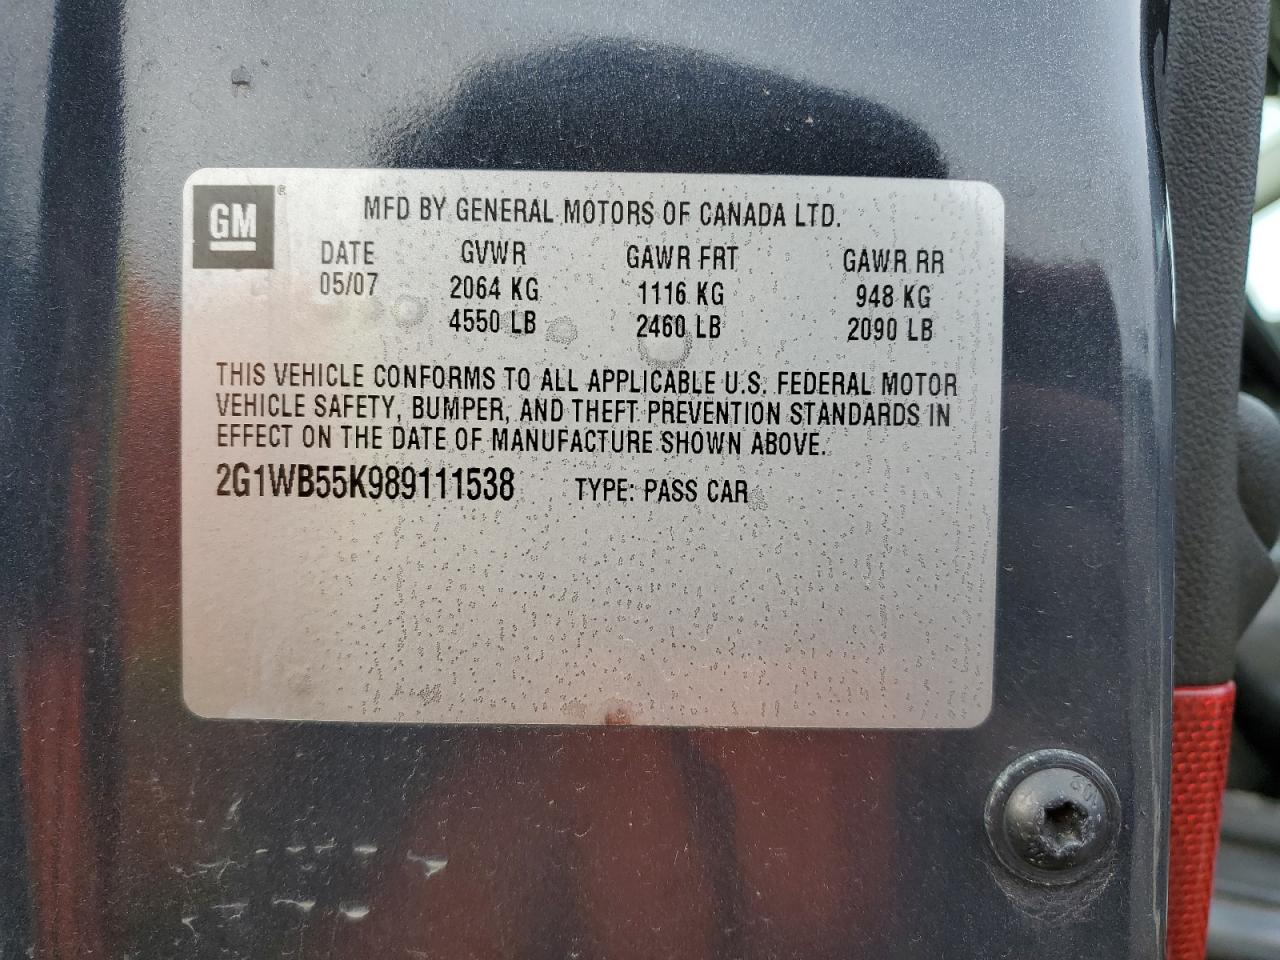 GM ® MFD BY GENERAL MOTORS OF CANADA LTD.
DATE GVWR GAWR FRT GAWR RR
05/07 2064 KG 1116 KG 948 KG
4550 LB 2460 LB 2090 LB
THIS VEHICLE CONFORMS TO ALL APPLICABLE U.S. FEDERAL MOTOR
VEHICLE SAFETY, BUMPER, AND THEFT PREVENTION STANDARDS IN
EFFECT ON THE DATE OF MANUFACTURE SHOWN ABOVE.
2G1WB55K989111538 TYPE: PASS CAR